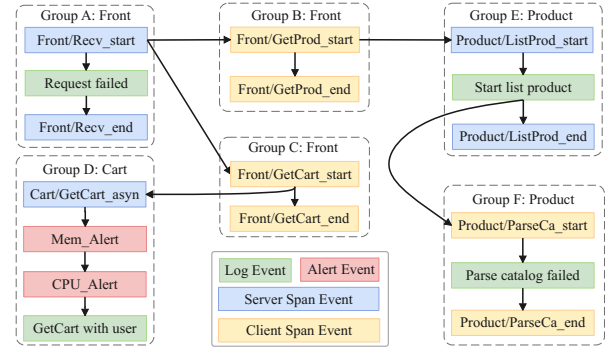 Group A: Front
Front/Recv_start
Request failed
Front/Recv_end
Group B: Front
Front/GetProd_start
Front/GetProd_end
Group E: Product
Product/ListProd_start
Start list product
Product/ListProd_end
Group C: Front
Front/GetCart_start
Front/GetCart_end
Group D: Cart
Cart/GetCart_asyn
Mem_Alert
CPU_Alert
GetCart with user
Group F: Product
Product/ParseCa_start
Parse catalog failed
Product/ParseCa_end
Log Event
Alert Event
Server Span Event
Client Span Event